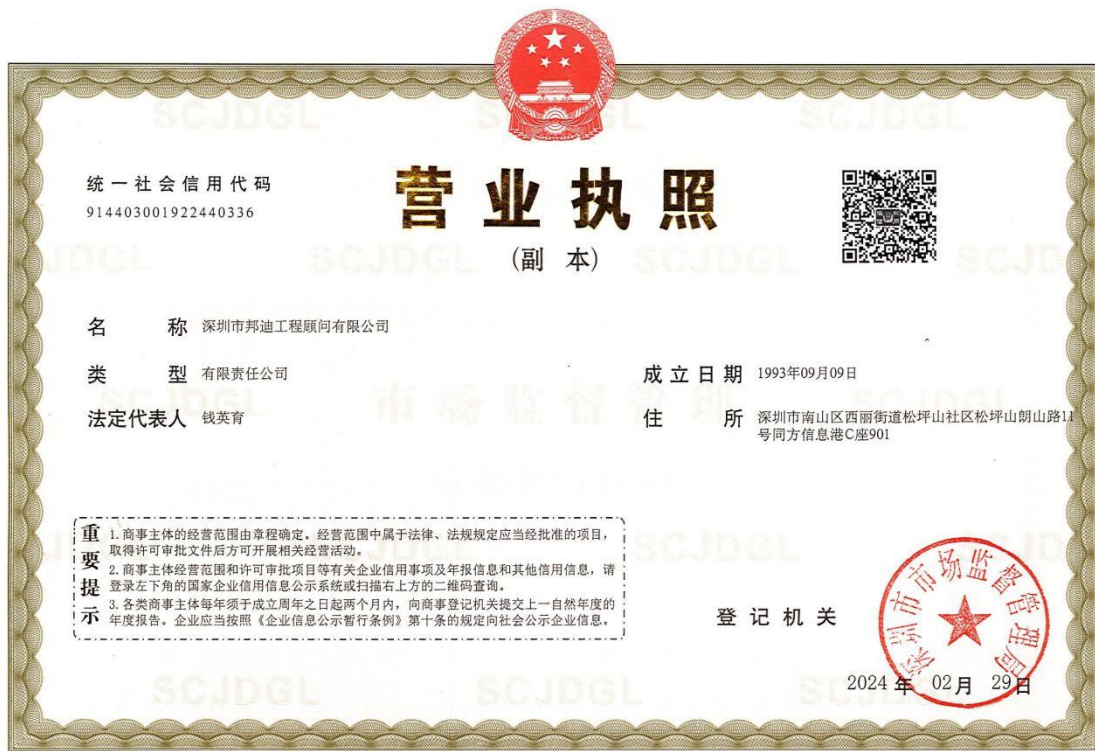 统一社会信用代码
914403001922440336
营业执照
(副 本)
名 称 深圳市邦迪工程顾问有限公司
类 型 有限责任公司
法定代表人 钱英育
成立日期 1993年09月09日
住 所 深圳市南山区西丽街道松坪山社区松坪山朗山路11
号同方信息港C座901
重要提示
1. 商事主体的经营范围由章程确定。经营范围中属于法律、法规规定应当经批准的项目,
取得许可审批文件后方可开展相关经营活动。
2. 商事主体经营范围和许可审批项目等有关企业信用事项及年报信息和其他信用信息，请
登录左下角的国家企业信用信息公示系统或扫描右上方的二维码查询。
3. 各类商事主体每年须于成立周年之日起两个月内，向商事登记机关提交上一自然年度的
年度报告。企业应当按照《企业信息公示暂行条例》第十条的规定向社会公示企业信息。
登记机关
深圳市市场监督管理局
2024 年 02月 29日
SCJDGL
市场监督管理